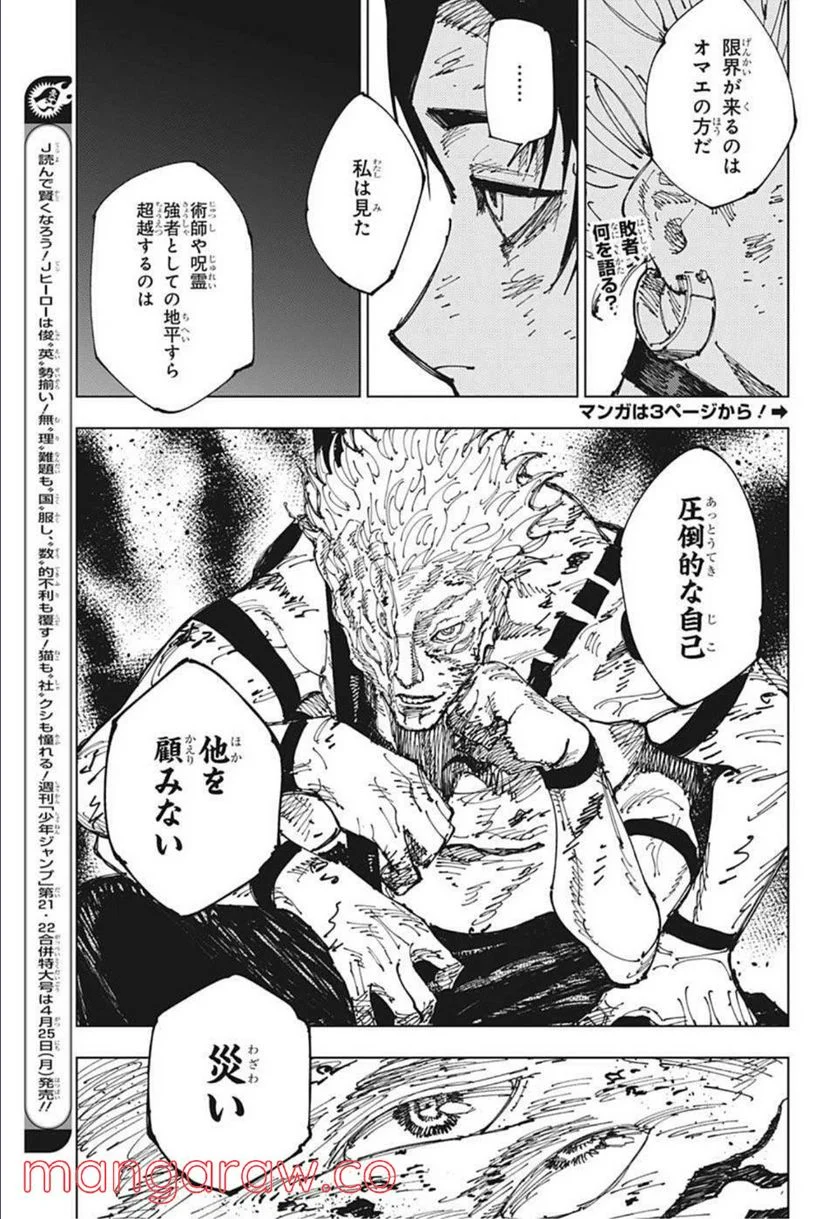 限界が来るのは
オマエの方だ
敗者、
何を語る?
……
私は見た
術師や呪霊
強者としての地平すら
超越するのは
マンガは3ページから!➡
圧倒的な自己
他を
顧みない
災い
J読んで賢くなろう!Jヒーローは俊〝英〟勢揃い!無〝理〟難題も〝国〟服し、〝数〟的不利も覆す!猫も〝社〟クシも憧れる!週刊「少年ジャンプ」第21・22合併特大号は4月25日(月)発売!!
mangaraw.co